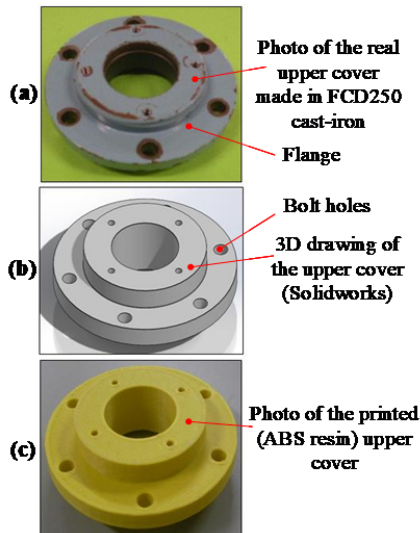 (a)
Photo of the real
upper cover
made in FCD250
cast-iron
Flange
(b)
Bolt holes
3D drawing of
the upper cover
(Solidworks)
(c)
Photo of the printed
(ABS resin) upper
cover